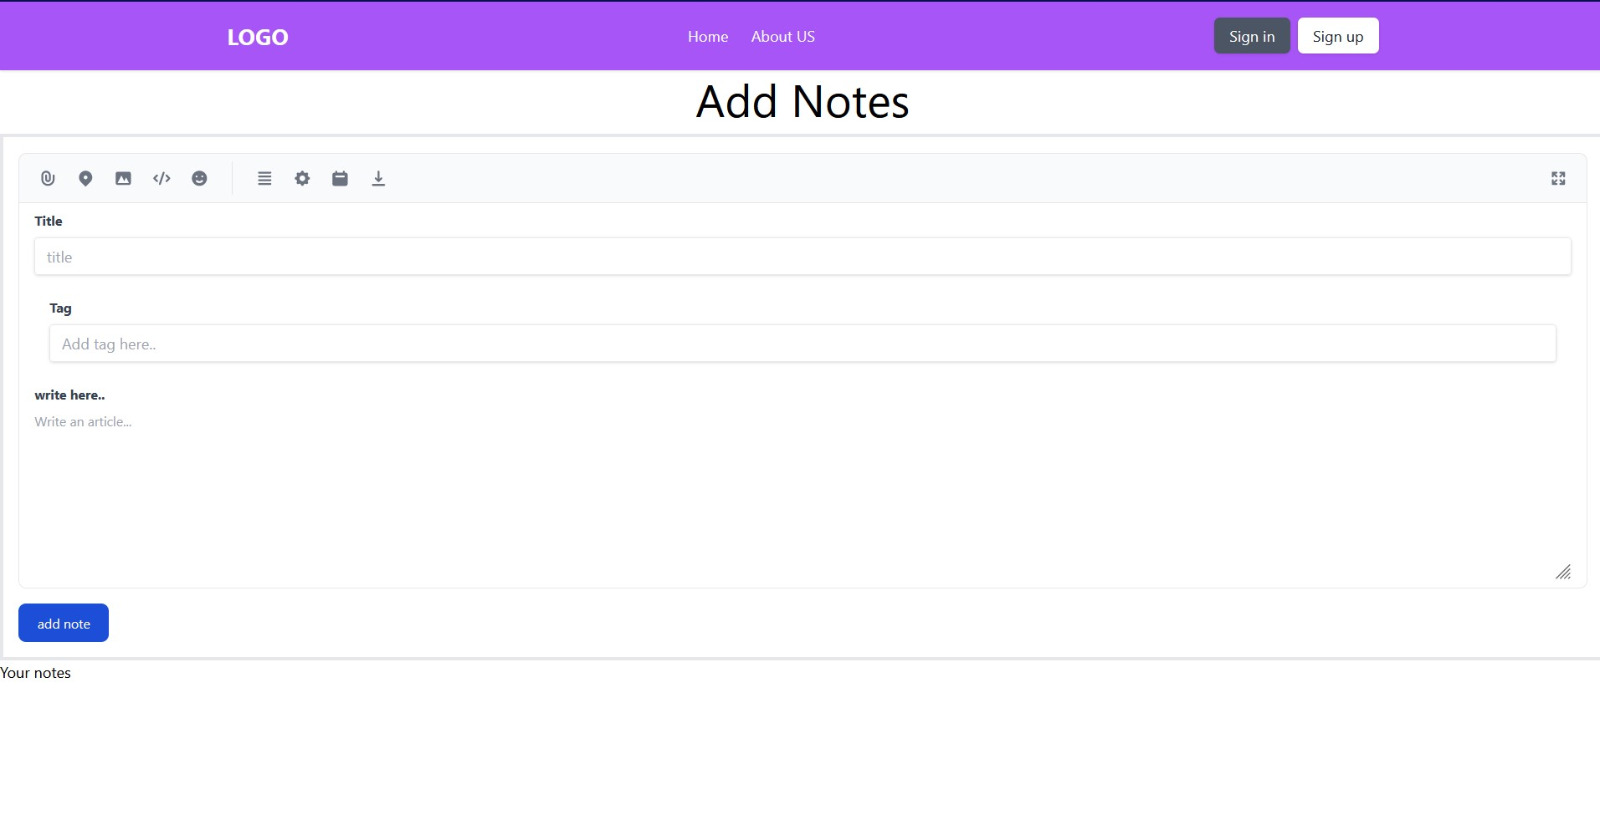 LOGO Home About US Sign in Sign up
Add Notes
Title
title
Tag
Add tag here..
write here..
Write an article...
add note
Your notes